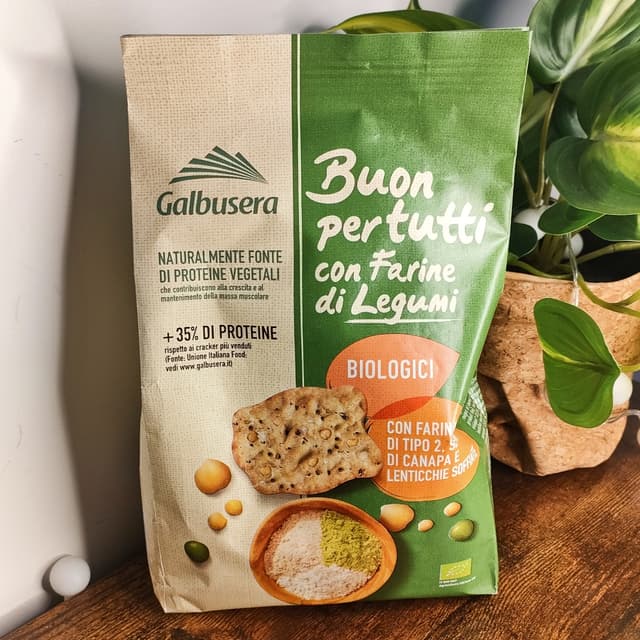 Galbusera
NATURALMENTE FONTE
DI PROTEINE VEGETALI
che contribuiscono alla crescita e al
mantenimento della massa muscolare
+35% DI PROTEINE
rispetto ai cracker più venduti
(Fonte: Unione Italiana Food;
vedi www.galbusera.it)
Buon
per tutti
con Farine
di Legumi
BIOLOGICI
CON FARIN
DI TIPO 2,
DI CANAPA E
LENTICCHIE SOFFIATE